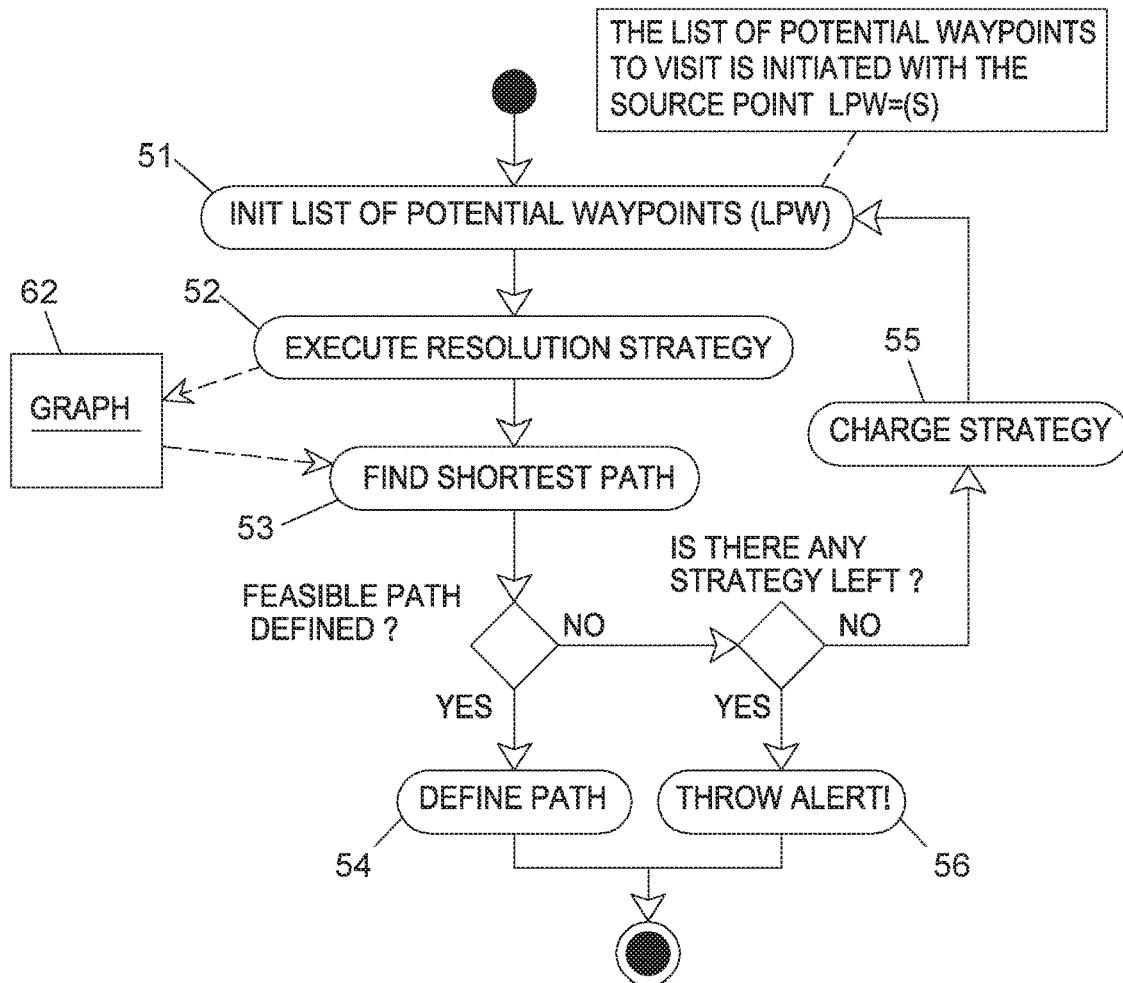 THE LIST OF POTENTIAL WAYPOINTS
TO VISIT IS INITIATED WITH THE
SOURCE POINT LPW=(S)
51
INIT LIST OF POTENTIAL WAYPOINTS (LPW)
62
52
EXECUTE RESOLUTION STRATEGY
55
GRAPH
CHARGE STRATEGY
FIND SHORTEST PATH
53
IS THERE ANY
STRATEGY LEFT ?
FEASIBLE PATH
DEFINED ?
NO
NO
YES
YES
DEFINE PATH
THROW ALERT!
54
56